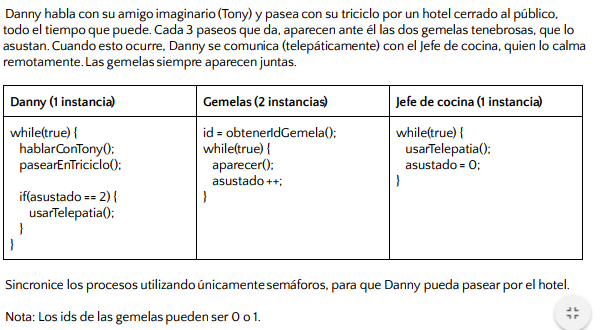 Danny habla con su amigo imaginario (Tony) y pasea con su triciclo por un hotel cerrado al público,
todo el tiempo que puede. Cada 3 paseos que da, aparecen ante él las dos gemelas tenebrosas, que lo
asustan. Cuando esto ocurre, Danny se comunica (telepáticamente) con el Jefe de cocina, quien lo calma
remotamente. Las gemelas siempre aparecen juntas.
Danny (1 instancia)
while(true) {
hablarConTony();
pasearEnTriciclo();
if(asustado == 2) {
usarTelepatia();
}
}
Gemelas (2 instancias)
id = obtenerIdGemela();
while(true) {
aparecer();
asustado ++;
}
Jefe de cocina (1 instancia)
while(true) {
usarTelepatia();
asustado = 0;
}
Sincronice los procesos utilizando únicamente semáforos, para que Danny pueda pasear por el hotel.
Nota: Los ids de las gemelas pueden ser 0 o 1.